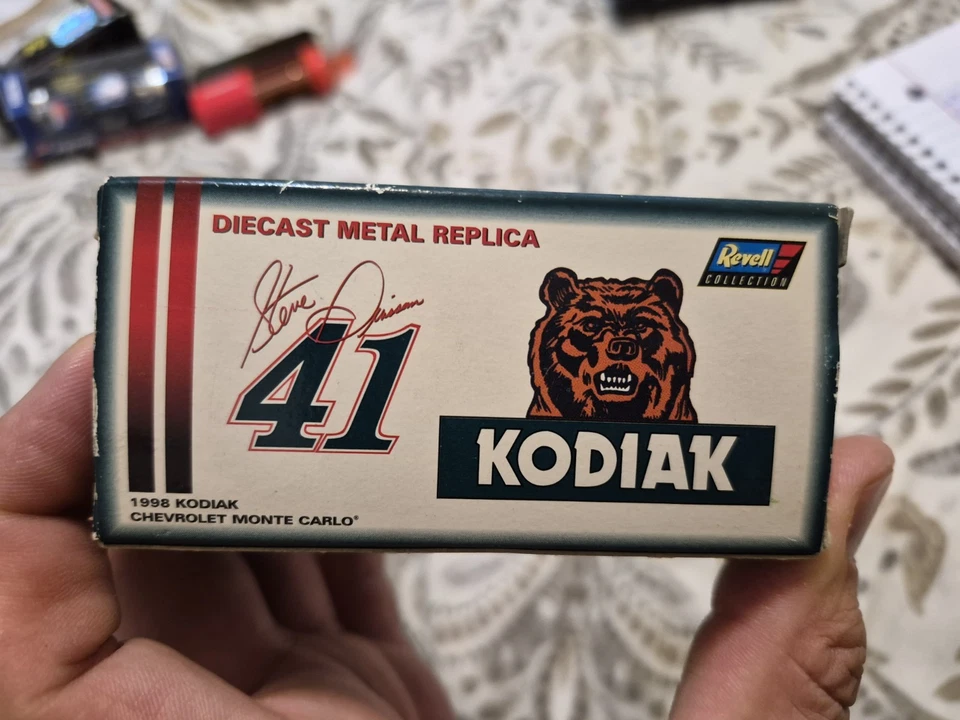 DIECAST METAL REPLICA
Revell
COLLECTION
Steve Grissom
41
KODIAK
1998 KODIAK
CHEVROLET MONTE CARLO®